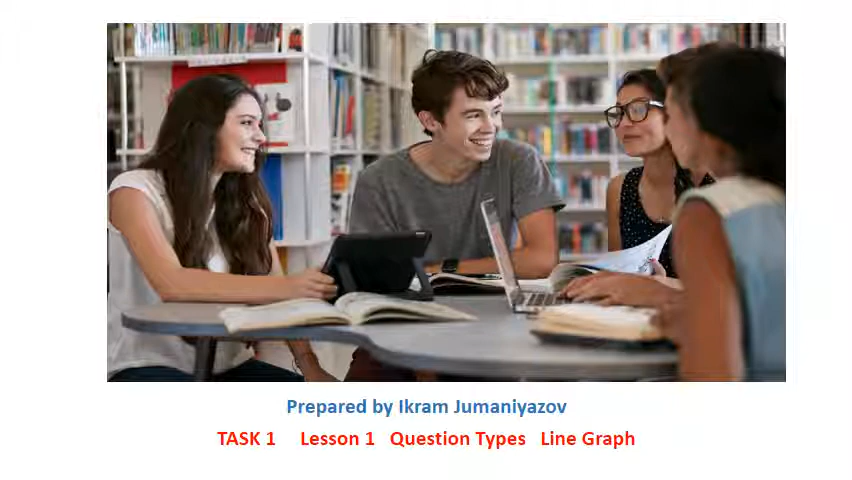 Prepared by Ikram Jumaniyazov
TASK 1 Lesson 1 Question Types Line Graph